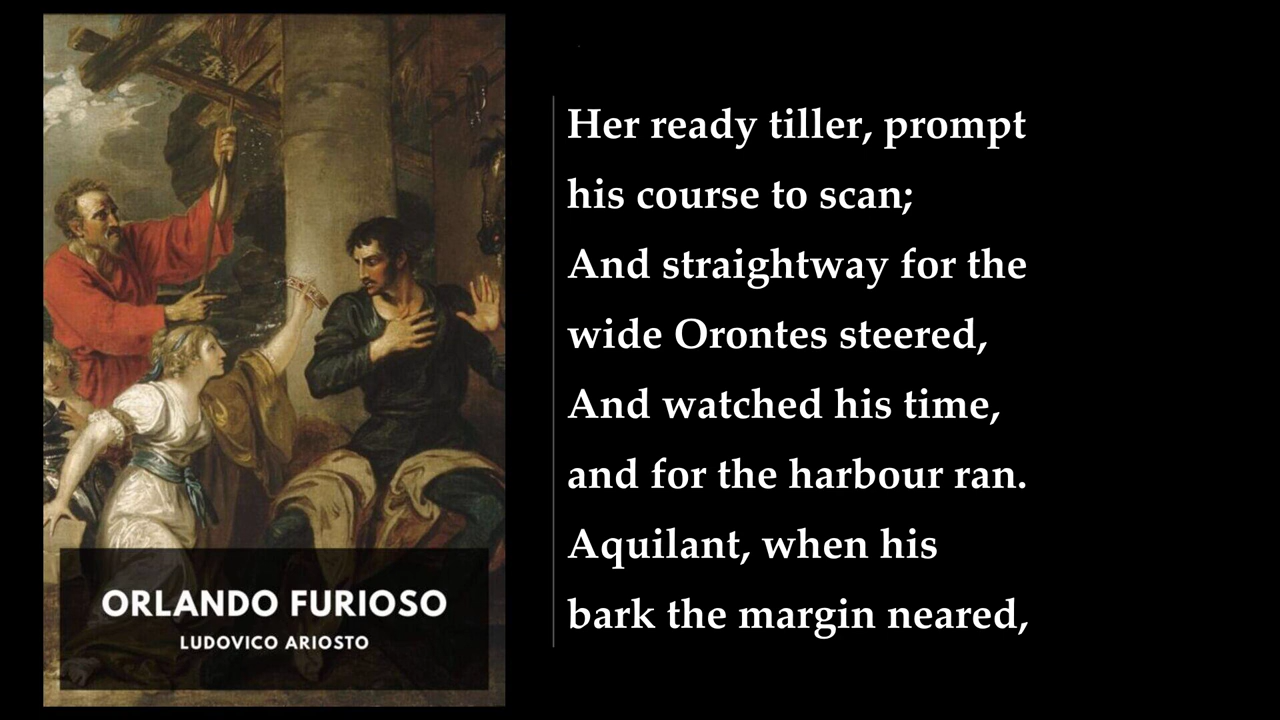 ORLANDO FURIOSO
LUDOVICO ARIOSTO
Her ready tiller, prompt
his course to scan;
And straightway for the
wide Orontes steered,
And watched his time,
and for the harbour ran.
Aquilant, when his
bark the margin neared,